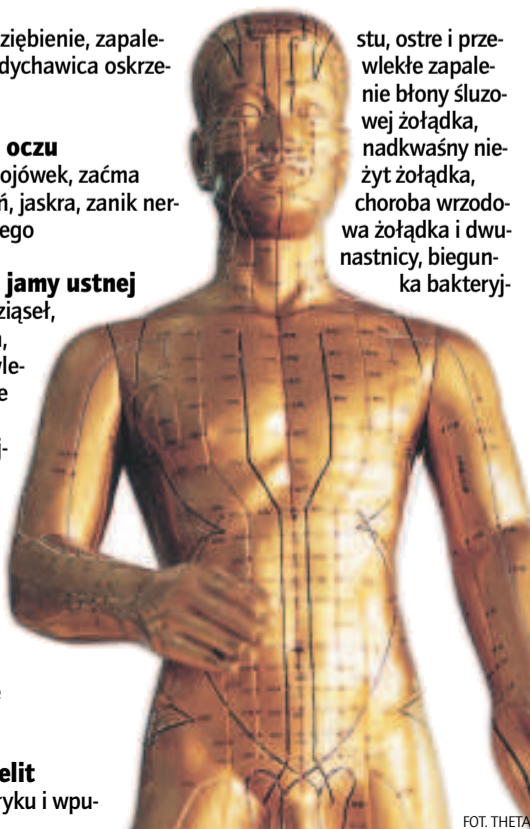 ziębienie, zapale-
dychawica oskrze-
oczu
ojówek, zaćma
ń, jaskra, zanik ner-
ego
jamy ustnej
ziąseł,
,
le-
e
j-
elit
ryku i wpu-
stu, ostre i prze-
wlekłe zapale-
nie błony śluzo-
wej żołądka,
nadkwaśny nie-
żyt żołądka,
choroba wrzodo-
wa żołądka i dwu-
nastnicy, biegun-
ka bakteryj-
FOT. THETA